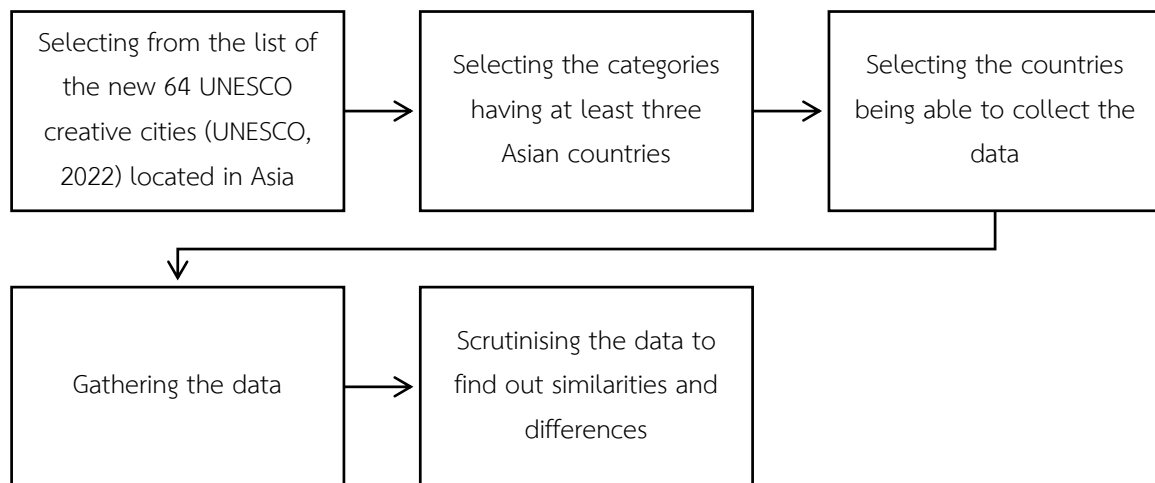 Selecting from the list of
the new 64 UNESCO
creative cities (UNESCO,
2022) located in Asia
Selecting the categories
having at least three
Asian countries
Selecting the countries
being able to collect the
data
Gathering the data
Scrutinising the data to
find out similarities and
differences